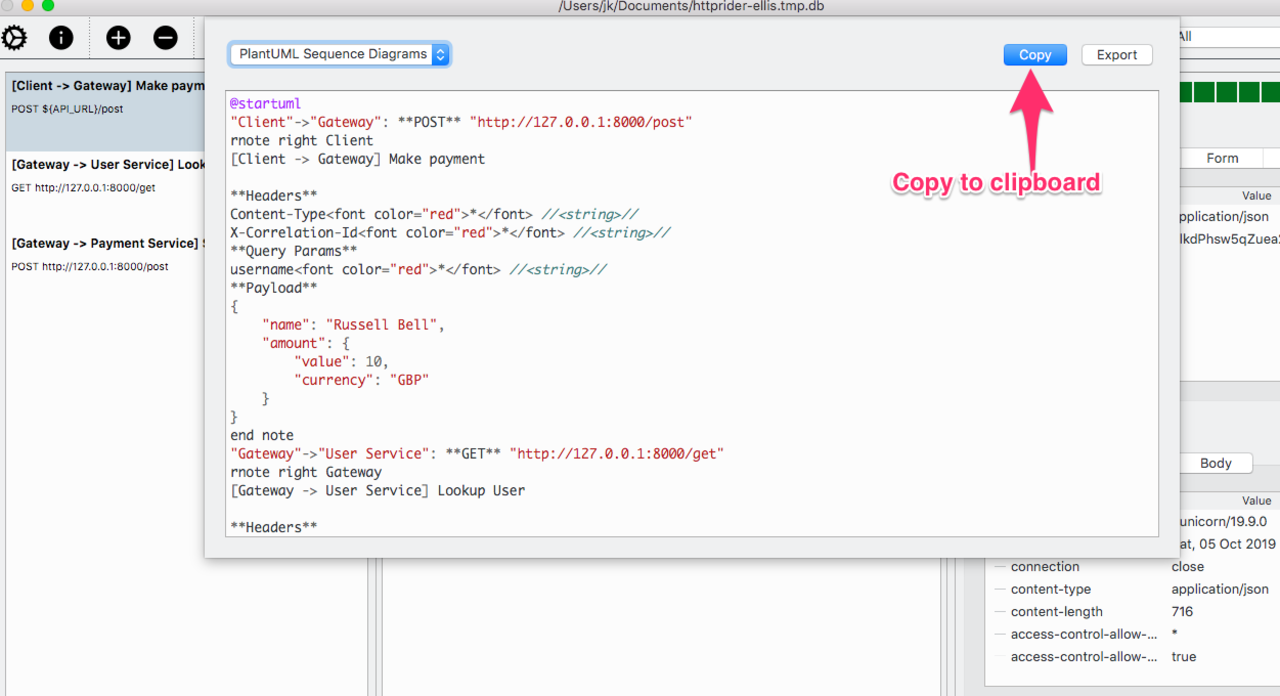 /Users/jk/Documents/httprider-ellis.tmp.db
All
[Client -> Gateway] Make paym
POST ${API_URL}/post
[Gateway -> User Service] Look
GET http://127.0.0.1:8000/get
[Gateway -> Payment Service]
POST http://127.0.0.1:8000/post
PlantUML Sequence Diagrams
Copy
Export
@startuml
"Client"->"Gateway": **POST** "http://127.0.0.1:8000/post"
rnote right Client
[Client -> Gateway] Make payment
**Headers**
Content-Type<font color="red">*</font> //<string>//
X-Correlation-Id<font color="red">*</font> //<string>//
**Query Params**
username<font color="red">*</font> //<string>//
**Payload**
{
"name": "Russell Bell",
"amount": {
"value": 10,
"currency": "GBP"
}
}
end note
"Gateway"->"User Service": **GET** "http://127.0.0.1:8000/get"
rnote right Gateway
[Gateway -> User Service] Lookup User
**Headers**
Copy to clipboard
Form
Value
pplication/json
Body
Value
unicorn/19.9.0
at, 05 Oct 2019
connection close
content-type application/json
content-length 716
access-control-allow-... *
access-control-allow-... true